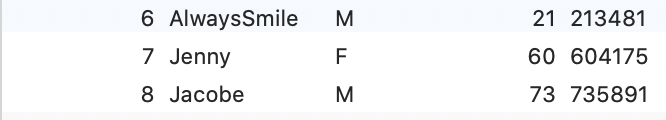 6 AlwaysSmile M 21 213481
7 Jenny F 60 604175
8 Jacobe M 73 735891